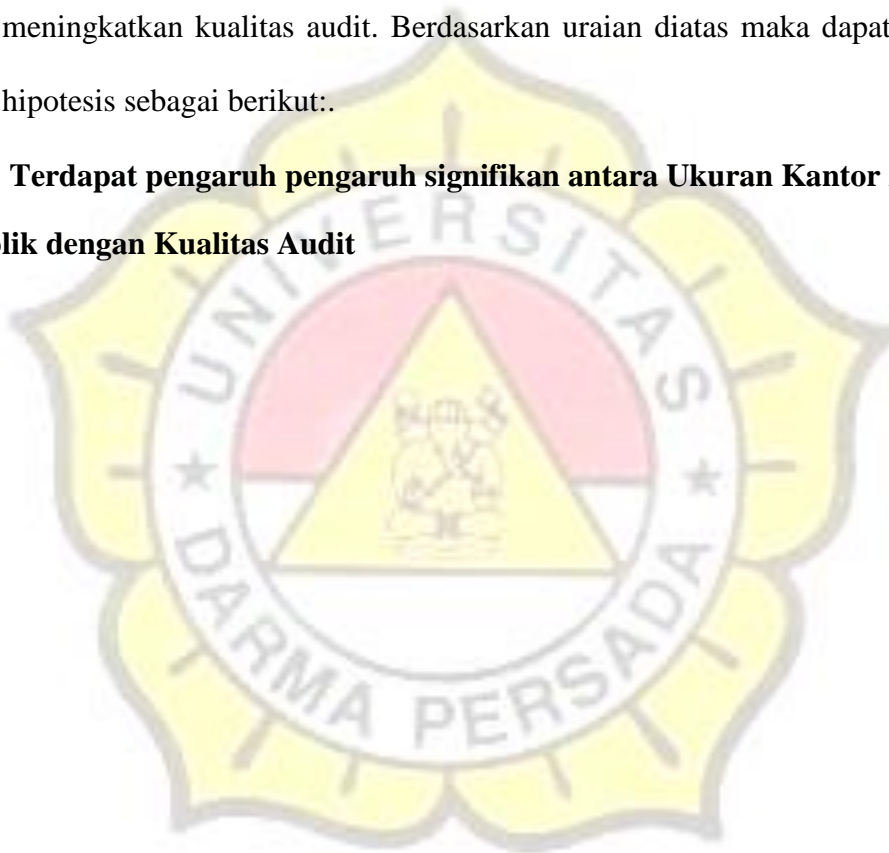 meningkatkan kualitas audit. Berdasarkan uraian diatas maka dapat
hipotesis sebagai berikut:.
Terdapat pengaruh pengaruh signifikan antara Ukuran Kantor
lik dengan Kualitas Audit
UNIVERSITAS
DARMA PERSADA